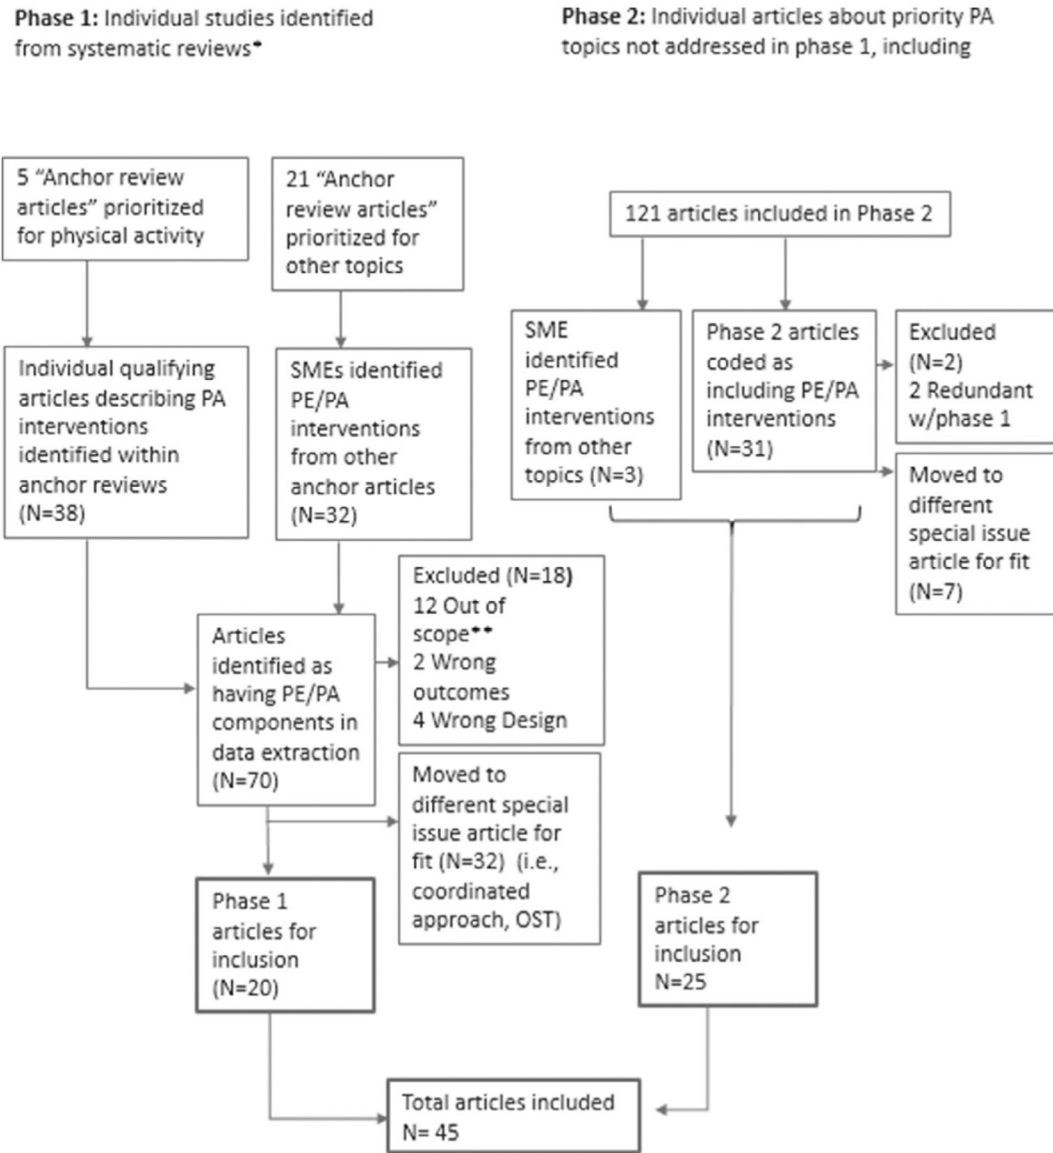 Phase 1: Individual studies identified
from systematic reviews*
Phase 2: Individual articles about priority PA
topics not addressed in phase 1, including
5 “Anchor review
articles” prioritized
for physical activity
21 “Anchor
review articles”
prioritized for
other topics
121 articles included in Phase 2
Individual qualifying
articles describing PA
interventions
identified within
anchor reviews
(N=38)
SMEs identified
PE/PA
interventions
from other
anchor articles
(N=32)
SME
identified
PE/PA
interventions
from other
topics (N=3)
Phase 2 articles
coded as
including PE/PA
interventions
(N=31)
Excluded
(N=2)
2 Redundant
w/phase 1
Moved to
different
special issue
article for fit
(N=7)
Articles
identified as
having PE/PA
components in
data extraction
(N=70)
Excluded (N=18)
12 Out of
scope**
2 Wrong
outcomes
4 Wrong Design
Moved to
different special
issue article for
fit (N=32) (i.e.,
coordinated
approach, OST)
Phase 1
articles for
inclusion
(N=20)
Phase 2
articles for
inclusion
N=25
Total articles included
N= 45